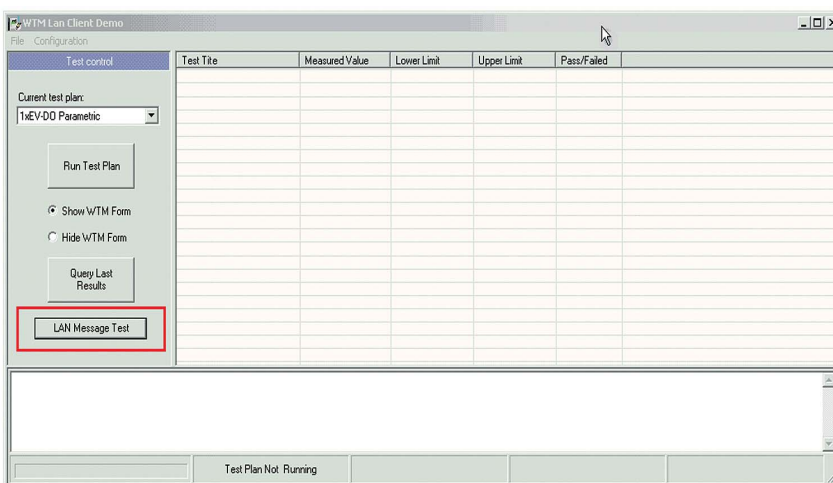 WTM Lan Client Demo
File Configuration
Test control
Test Tite Measured Value Lower Limit Upper Limit Pass/Failed
Current test plan:
1xEV-DO Parametric
Run Test Plan
Show WTM Form
Hide WTM Form
Query Last
Results
LAN Message Test
Test Plan Not Running